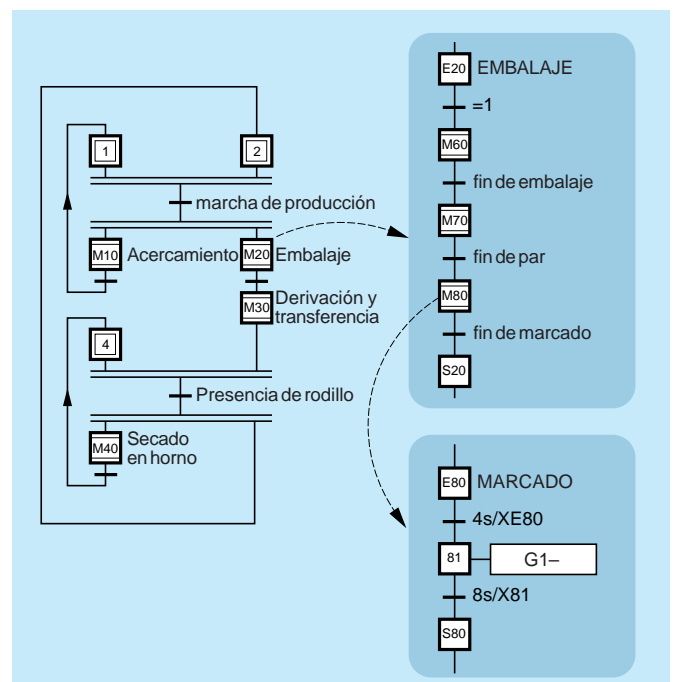 1
2
marcha de producción
M10 Acercamiento
M20 Embalaje
M30 Derivación y
transferencia
4
Presencia de rodillo
M40 Secado
en horno
E20 EMBALAJE
=1
M60
fin de embalaje
M70
fin de par
M80
fin de marcado
S20
E80 MARCADO
4s/XE80
81 G1–
8s/X81
S80